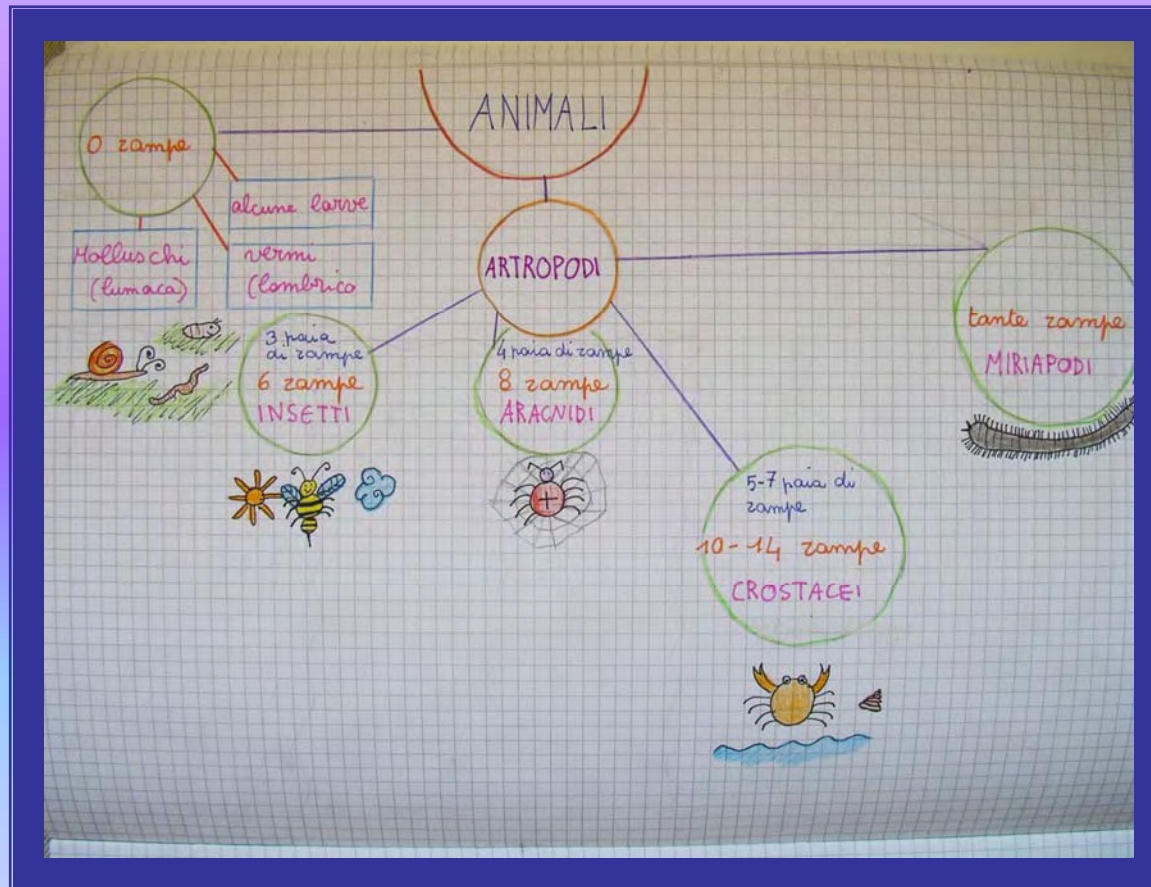 ANIMALI
0 zampe
alcune larve
Molluschi
(lumaca)
vermi
(lombrico
ARTROPODI
3 paia
di zampe
6 zampe
INSETTI
4 paia di zampe
8 zampe
ARACNIDI
5-7 paia di
zampe
10-14 zampe
CROSTACEI
tante zampe
MIRIAPODI